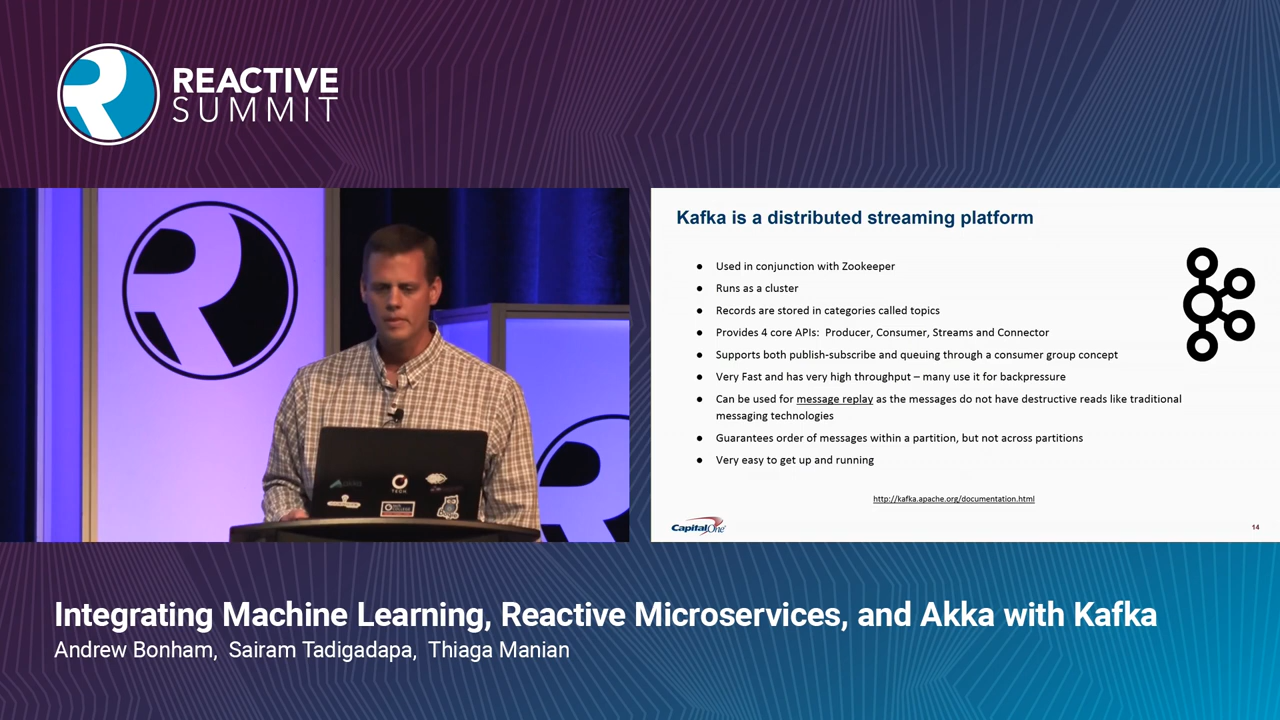 REACTIVE
SUMMIT
Kafka is a distributed streaming platform
● Used in conjunction with Zookeeper
● Runs as a cluster
● Records are stored in categories called topics
● Provides 4 core APIs: Producer, Consumer, Streams and Connector
● Supports both publish-subscribe and queuing through a consumer group concept
● Very Fast and has very high throughput – many use it for backpressure
● Can be used for message replay as the messages do not have destructive reads like traditional
messaging technologies
● Guarantees order of messages within a partition, but not across partitions
● Very easy to get up and running
http://kafka.apache.org/documentation.html
CapitalOne
14
TECH
Integrating Machine Learning, Reactive Microservices, and Akka with Kafka
Andrew Bonham, Sairam Tadigadapa, Thiaga Manian